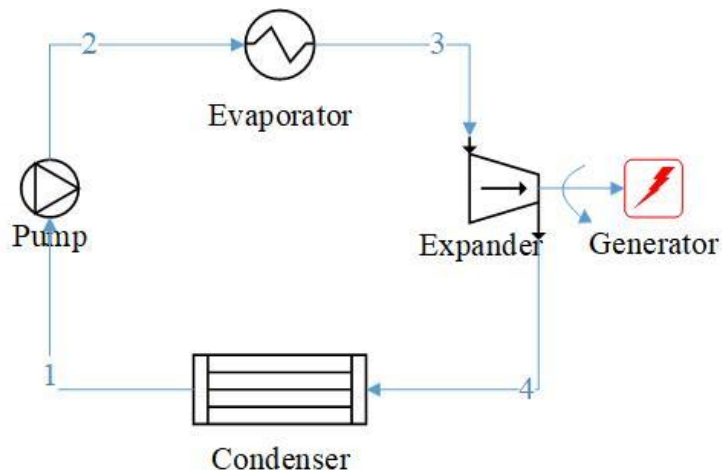 2
3
Evaporator
Pump
Expander
Generator
1
4
Condenser